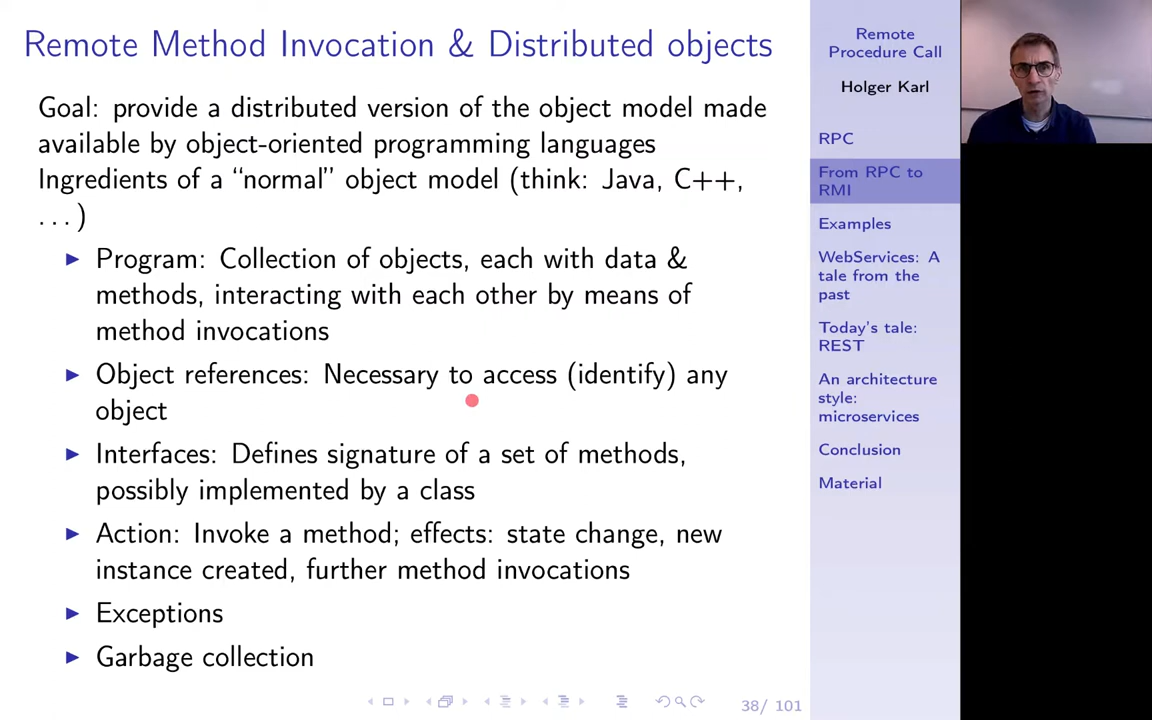 Remote Method Invocation & Distributed objects
Goal: provide a distributed version of the object model made
available by object-oriented programming languages
Ingredients of a “normal” object model (think: Java, C++,
...)
Program: Collection of objects, each with data &
methods, interacting with each other by means of
method invocations
Object references: Necessary to access (identify) any
object
Interfaces: Defines signature of a set of methods,
possibly implemented by a class
Action: Invoke a method; effects: state change, new
instance created, further method invocations
Exceptions
Garbage collection
38/ 101
Remote
Procedure Call
Holger Karl
RPC
From RPC to
RMI
Examples
WebServices: A
tale from the
past
Today's tale:
REST
An architecture
style:
microservices
Conclusion
Material